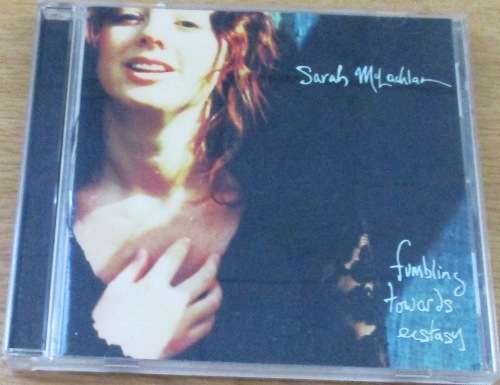 Sarah McLachlan
fumbling
towards
ecstasy